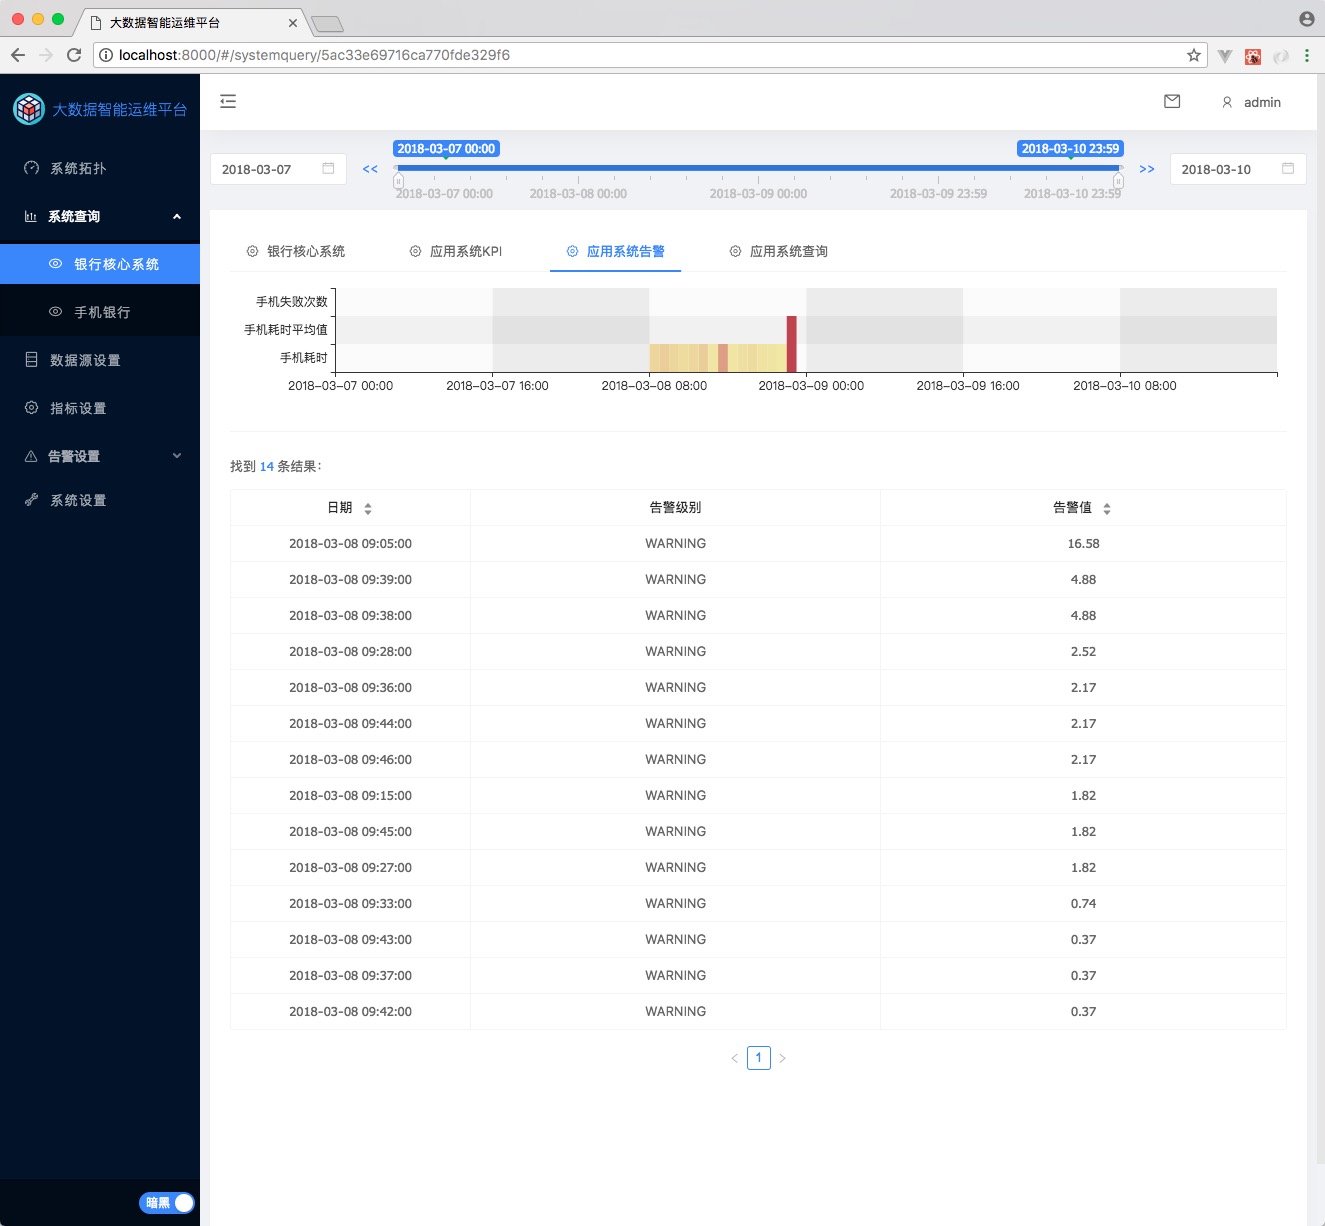 大数据智能运维平台
localhost:8000/#/systemquery/5ac33e69716ca770fde329f6
大数据智能运维平台
admin
系统拓扑
系统查询
银行核心系统
手机银行
数据源设置
指标设置
告警设置
系统设置
暗黑
2018-03-07
<<
2018-03-07 00:00
2018-03-10 23:59
>>
2018-03-10
2018-03-07 00:00
2018-03-08 00:00
2018-03-09 00:00
2018-03-09 23:59
2018-03-10 23:59
银行核心系统
应用系统KPI
应用系统告警
应用系统查询
手机失败次数
手机耗时平均值
手机耗时
2018-03-07 00:00
2018-03-07 16:00
2018-03-08 08:00
2018-03-09 00:00
2018-03-09 16:00
2018-03-10 08:00
找到 14 条结果:
日期 告警级别 告警值
2018-03-08 09:05:00 WARNING 16.58
2018-03-08 09:39:00 WARNING 4.88
2018-03-08 09:38:00 WARNING 4.88
2018-03-08 09:28:00 WARNING 2.52
2018-03-08 09:36:00 WARNING 2.17
2018-03-08 09:44:00 WARNING 2.17
2018-03-08 09:46:00 WARNING 2.17
2018-03-08 09:15:00 WARNING 1.82
2018-03-08 09:45:00 WARNING 1.82
2018-03-08 09:27:00 WARNING 1.82
2018-03-08 09:33:00 WARNING 0.74
2018-03-08 09:43:00 WARNING 0.37
2018-03-08 09:37:00 WARNING 0.37
2018-03-08 09:42:00 WARNING 0.37
< 1 >